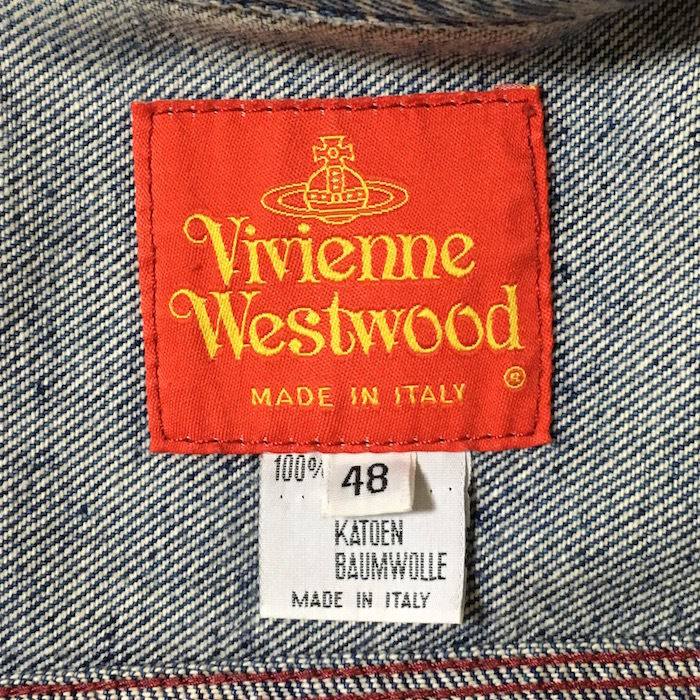 Vivienne
Westwood
®
MADE IN ITALY
100%
48
KATOEN
BAUMWOLLE
MADE IN ITALY